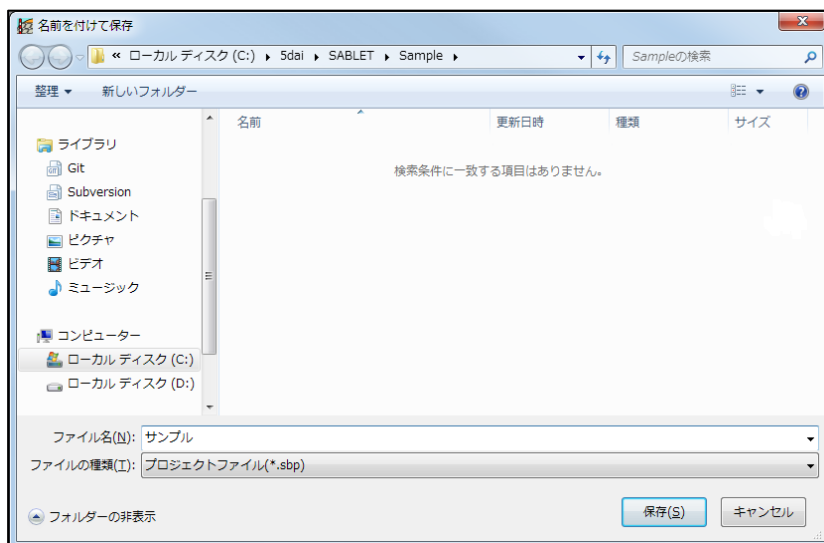 名前を付けて保存
« ローカル ディスク (C:) ▸ 5dai ▸ SABLET ▸ Sample ▸
Sampleの検索
整理 ▼ 新しいフォルダー
名前 更新日時 種類 サイズ
検索条件に一致する項目はありません。
ライブラリ
Git
Subversion
ドキュメント
ピクチャ
ビデオ
ミュージック
コンピューター
ローカル ディスク (C:)
ローカル ディスク (D:)
ファイル名(N): サンプル
ファイルの種類(T): プロジェクトファイル(*.sbp)
フォルダーの非表示 保存(S) キャンセル